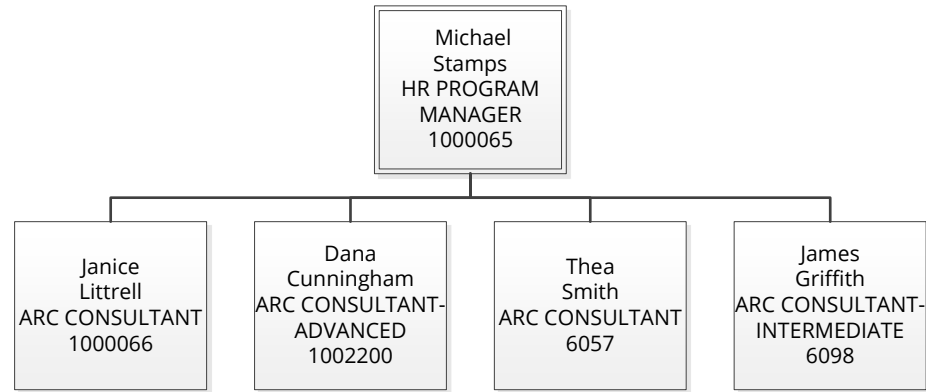 Michael
Stamps
HR PROGRAM
MANAGER
1000065
Janice
Littrell
ARC CONSULTANT
1000066
Dana
Cunningham
ARC CONSULTANT-
ADVANCED
1002200
Thea
Smith
ARC CONSULTANT
6057
James
Griffith
ARC CONSULTANT-
INTERMEDIATE
6098